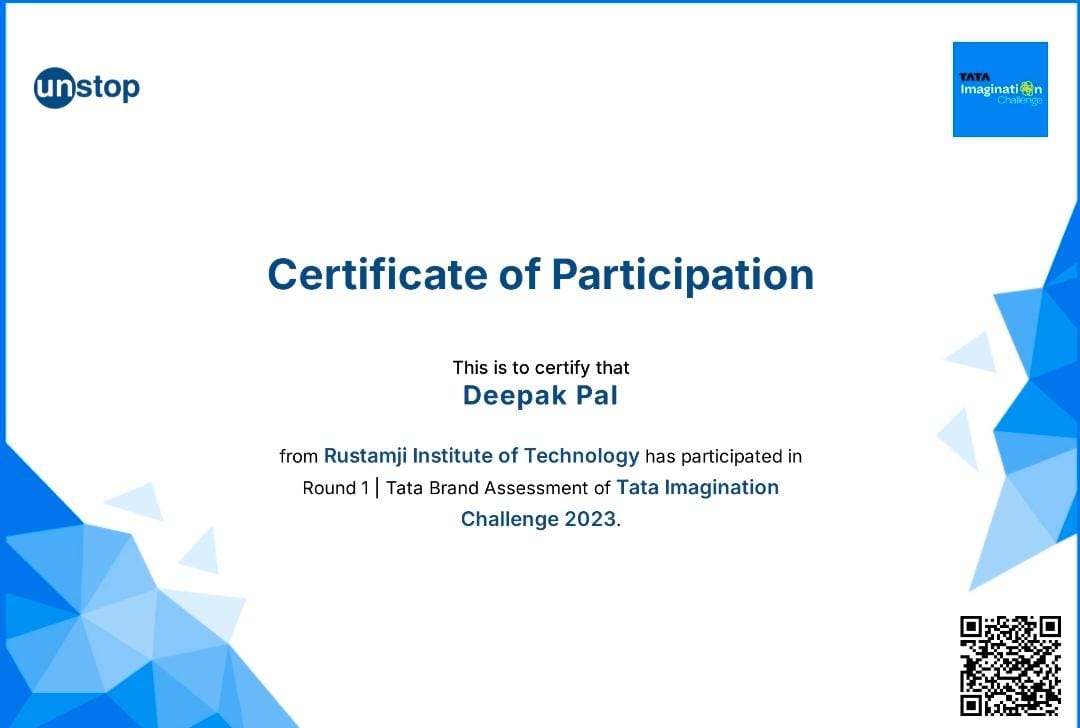 unstop
TATA
Imagination
Challenge
Certificate of Participation
This is to certify that
Deepak Pal
from Rustamji Institute of Technology has participated in
Round 1 | Tata Brand Assessment of Tata Imagination
Challenge 2023.